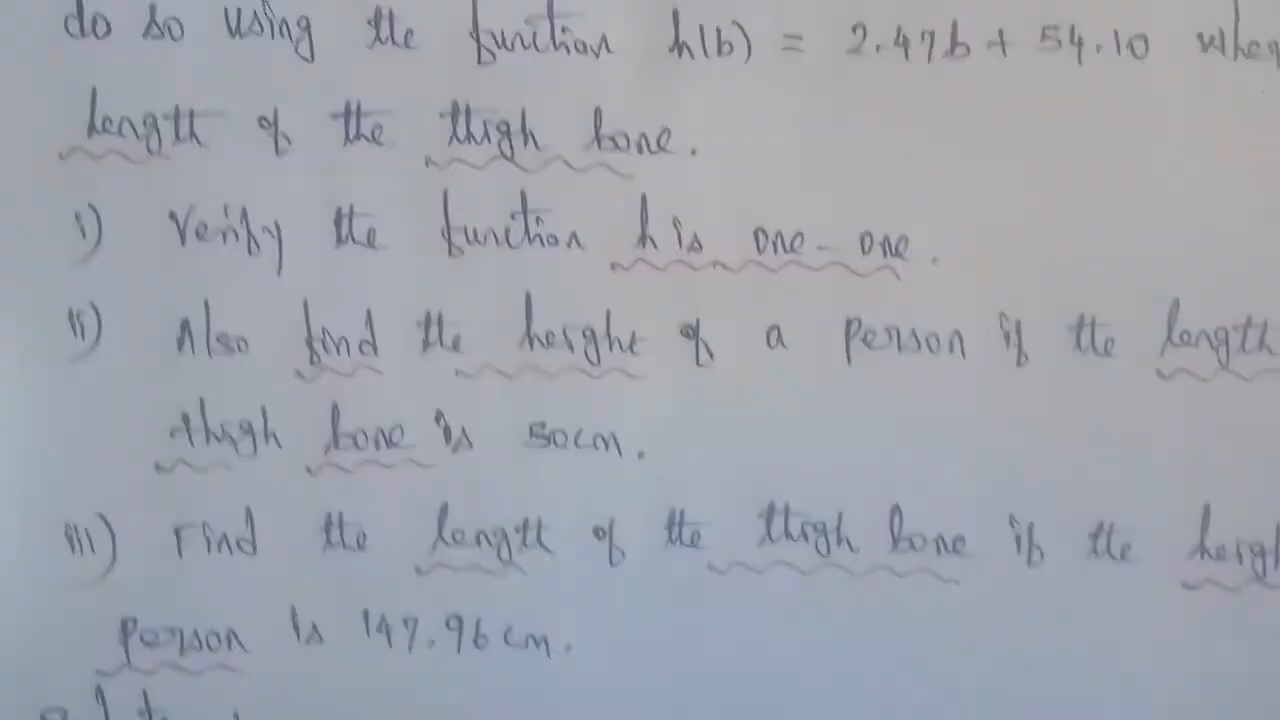 do so using the function h(b) = 2.47b + 54.10
length of the thigh bone.
i) Verify the function h is one-one.
ii) Also find the height of a person if the length
thigh bone is 50cm.
iii) Find the length of the thigh bone if the
person is 147.96 cm.